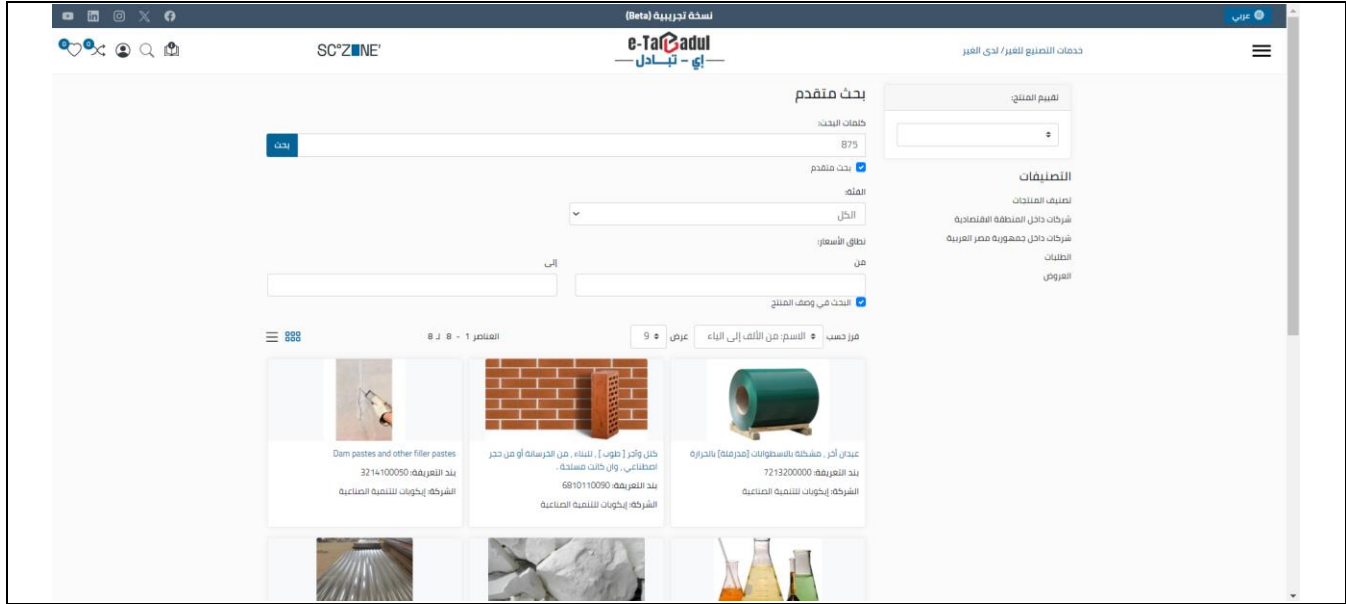 عربي
نسخة تجريبية (Beta)
خدمات التصنيع للغير/ لدى الغير
e-Tabadul
إي - تبــادل
SCZONE
0
0
تقييم المنتج:
التصنيفات
تصنيف المنتجات
شركات داخل المنطقة الاقتصادية
شركات داخل جمهورية مصر العربية
الطلبات
العروض
بحث متقدم
كلمات البحث:
875
بحث
بحث متقدم
الفئة:
الكل
نطاق الأسعار:
من
إلى
البحث في وصف المنتج
فرز حسب
الاسم: من الألف إلى الياء
عرض
9
العناصر 1 - 8 لـ 8
عيدان أخر , مشكلة بالاسطوانات [مدرفلة] بالحرارة
بند التعريفة: 7213200000
الشركة: إيكوبات للتنمية الصناعية
كتل وآجر [ طوب ] , للبناء , من الخرسانة أو من حجر
اصطناعي , وان كانت مسلحة .
بند التعريفة: 6810110090
الشركة: إيكوبات للتنمية الصناعية
Dam pastes and other filler pastes
بند التعريفة: 3214100050
الشركة: إيكوبات للتنمية الصناعية